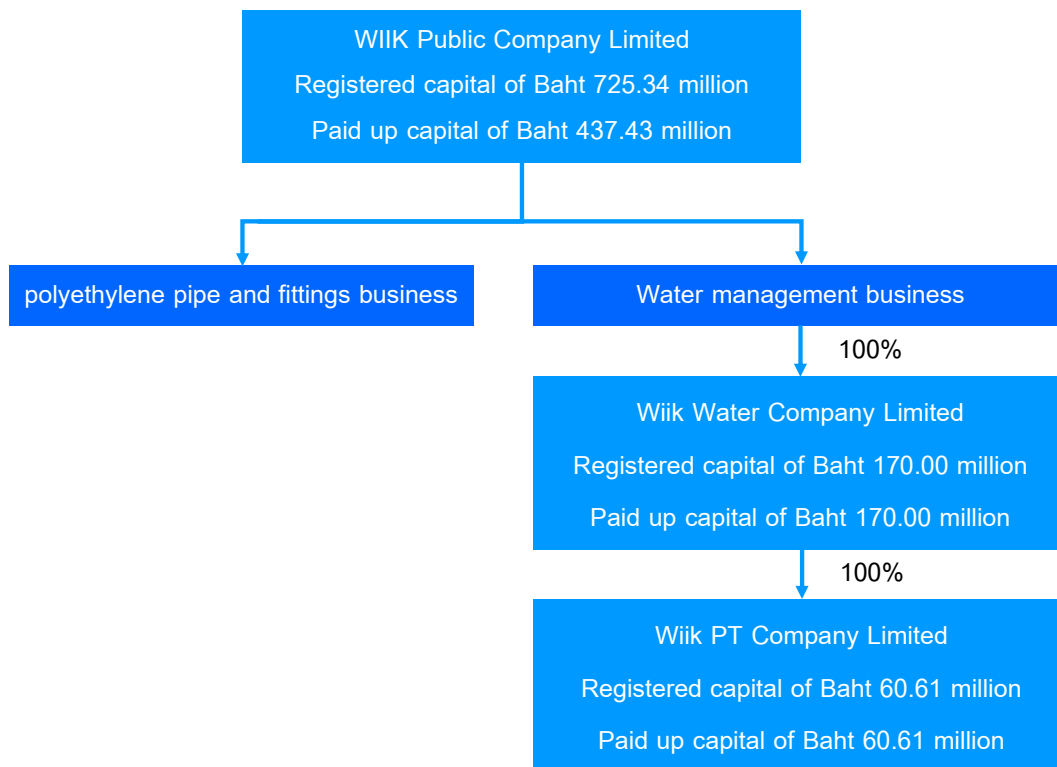 WIIK Public Company Limited
Registered capital of Baht 725.34 million
Paid up capital of Baht 437.43 million
polyethylene pipe and fittings business
Water management business
100%
Wiik Water Company Limited
Registered capital of Baht 170.00 million
Paid up capital of Baht 170.00 million
100%
Wiik PT Company Limited
Registered capital of Baht 60.61 million
Paid up capital of Baht 60.61 million